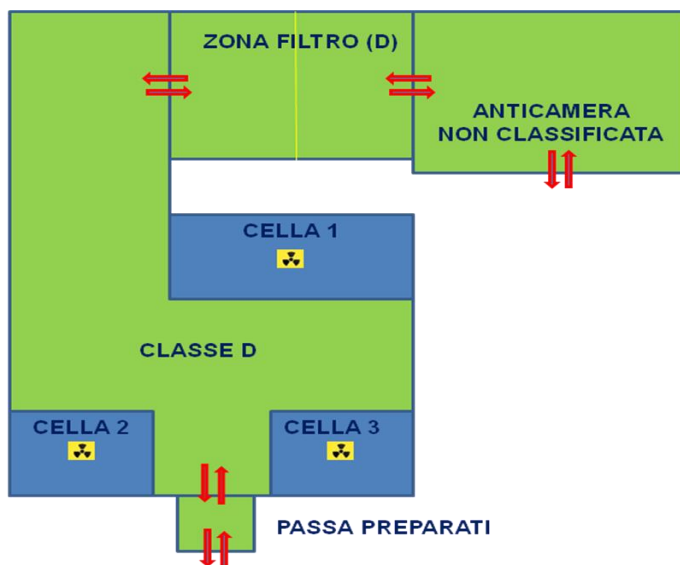 ZONA FILTRO (D)
ANTICAMERA
NON CLASSIFICATA
CELLA 1
CLASSE D
CELLA 2
CELLA 3
PASSA PREPARATI